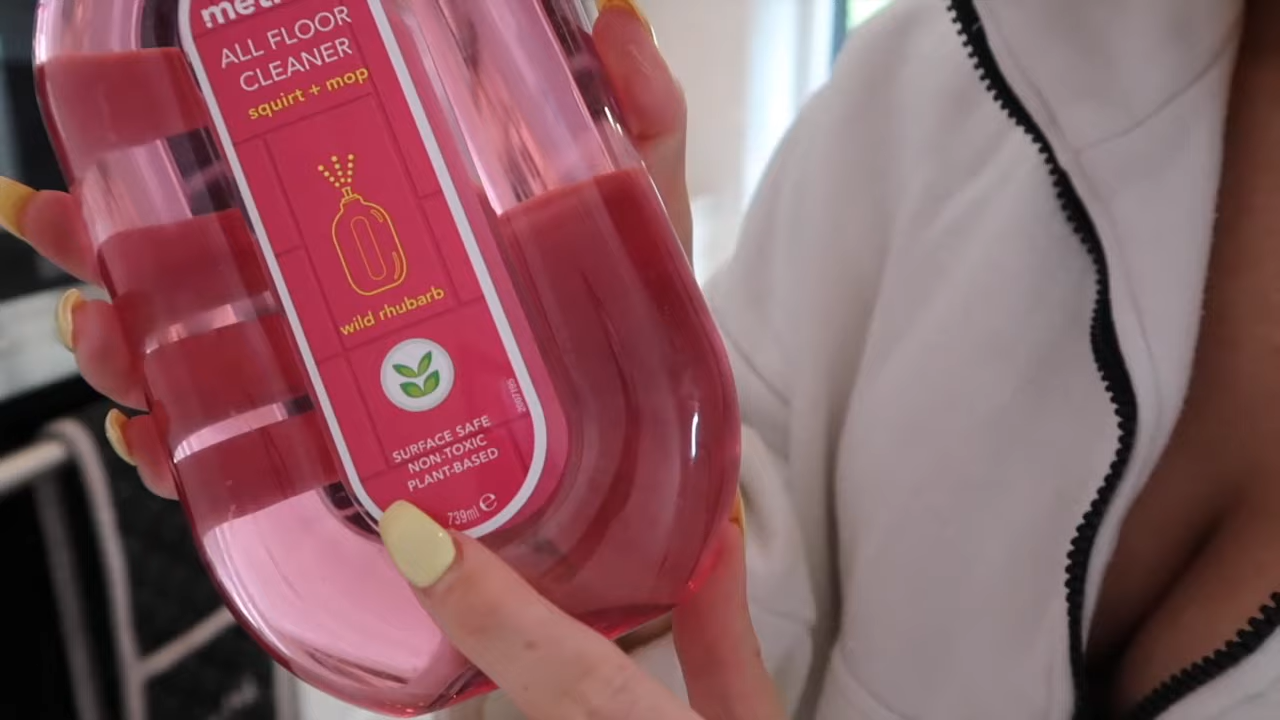 ALL FLOOR
CLEANER
squirt + mop
wild rhubarb
SURFACE SAFE
NON-TOXIC
PLANT-BASED
739ml ℮